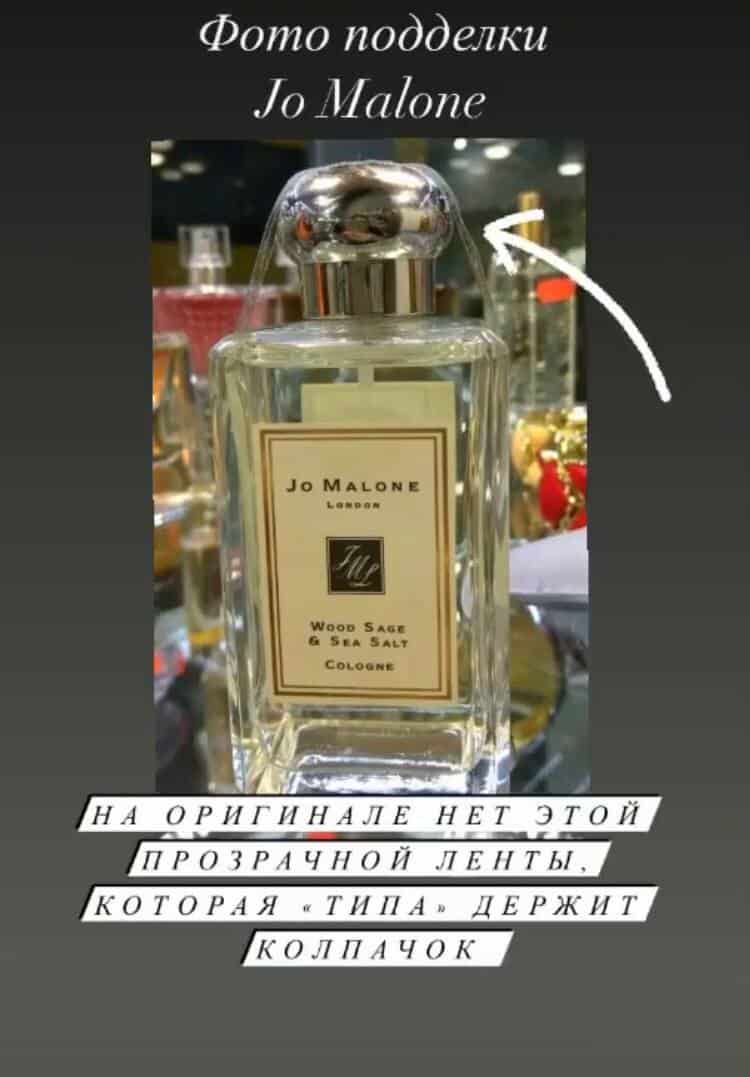 Фото подделки
Jo Malone
JO MALONE
LONDON
JML
WOOD SAGE
& SEA SALT
COLOGNE
НА ОРИГИНАЛЕ НЕТ ЭТОЙ
ПРОЗРАЧНОЙ ЛЕНТЫ,
КОТОРАЯ «ТИПА» ДЕРЖИТ
КОЛПАЧОК